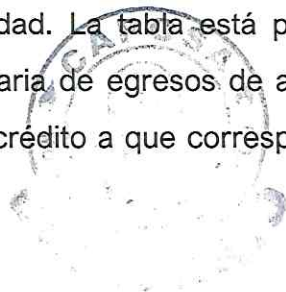 dad. La tabla está p
aria de egresos de a
crédito a que corresp